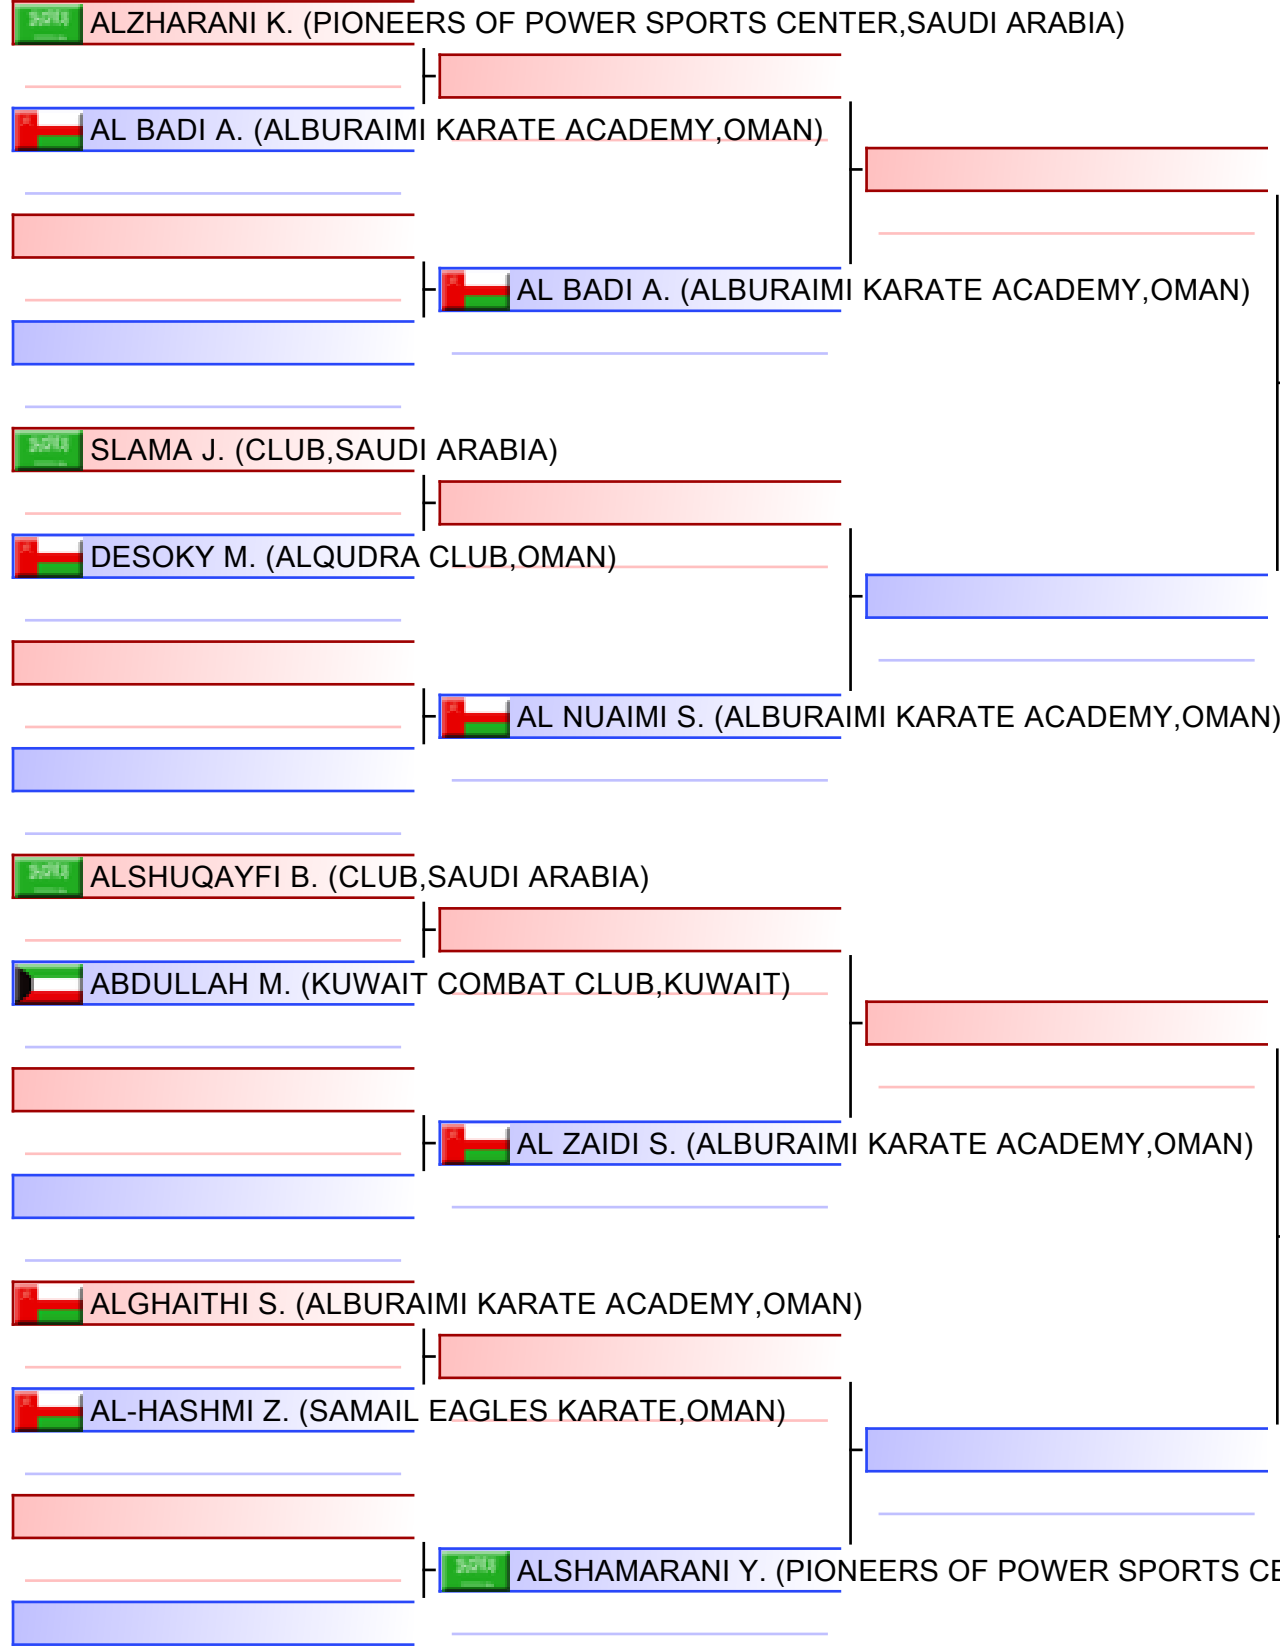 ALZHARANI K. (PIONEERS OF POWER SPORTS CENTER,SAUDI ARABIA)
AL BADI A. (ALBURAIMI KARATE ACADEMY,OMAN)
AL BADI A. (ALBURAIMI KARATE ACADEMY,OMAN)
SLAMA J. (CLUB,SAUDI ARABIA)
DESOKY M. (ALQUDRA CLUB,OMAN)
AL NUAIMI S. (ALBURAIMI KARATE ACADEMY,OMAN)
ALSHUQAYFI B. (CLUB,SAUDI ARABIA)
ABDULLAH M. (KUWAIT COMBAT CLUB,KUWAIT)
AL ZAIDI S. (ALBURAIMI KARATE ACADEMY,OMAN)
ALGHAITHI S. (ALBURAIMI KARATE ACADEMY,OMAN)
AL-HASHMI Z. (SAMAIL EAGLES KARATE,OMAN)
ALSHAMARANI Y. (PIONEERS OF POWER SPORTS CE